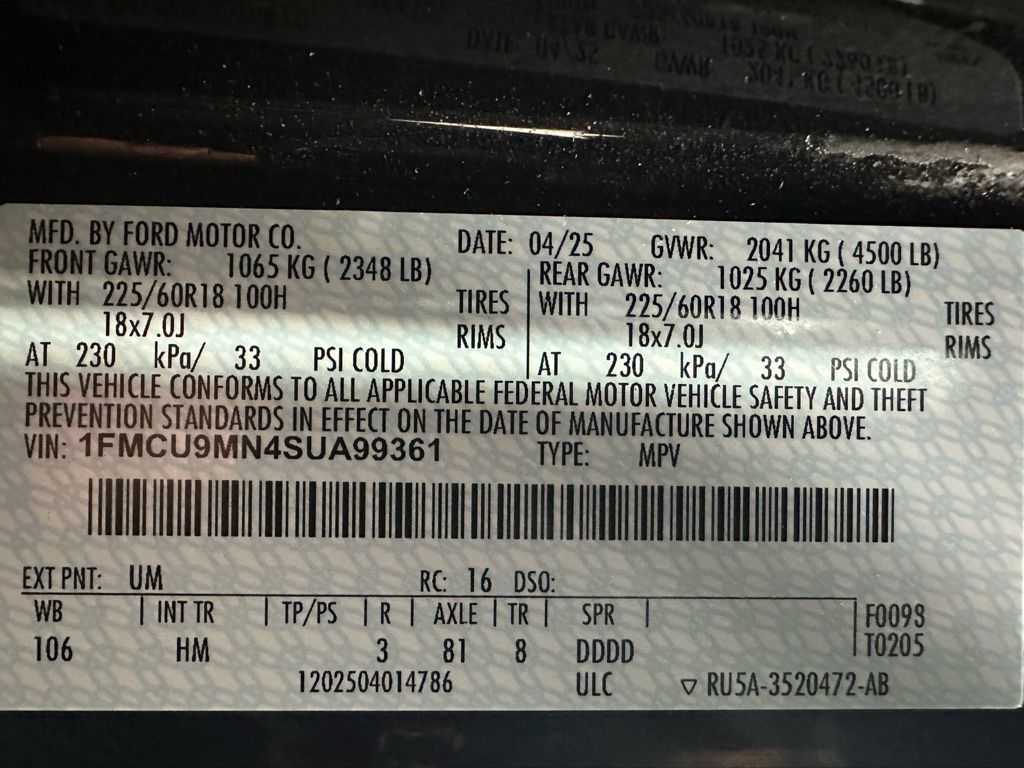 MFD. BY FORD MOTOR CO. DATE: 04/25 GVWR: 2041 KG ( 4500 LB)
FRONT GAWR: 1065 KG ( 2348 LB) REAR GAWR: 1025 KG ( 2260 LB)
WITH 225/60R18 100H TIRES WITH 225/60R18 100H TIRES
18x7.0J RIMS 18x7.0J RIMS
AT 230 kPa/ 33 PSI COLD AT 230 kPa/ 33 PSI COLD
THIS VEHICLE CONFORMS TO ALL APPLICABLE FEDERAL MOTOR VEHICLE SAFETY AND THEFT
PREVENTION STANDARDS IN EFFECT ON THE DATE OF MANUFACTURE SHOWN ABOVE.
VIN: 1FMCU9MN4SUA99361 TYPE: MPV
EXT PNT: UM RC: 16 DSO:
WB INT TR TP/PS R AXLE TR SPR F0093
106 HM 3 81 8 DDDD T0205
1202504014786 ULC ▽ RU5A-3520472-AB